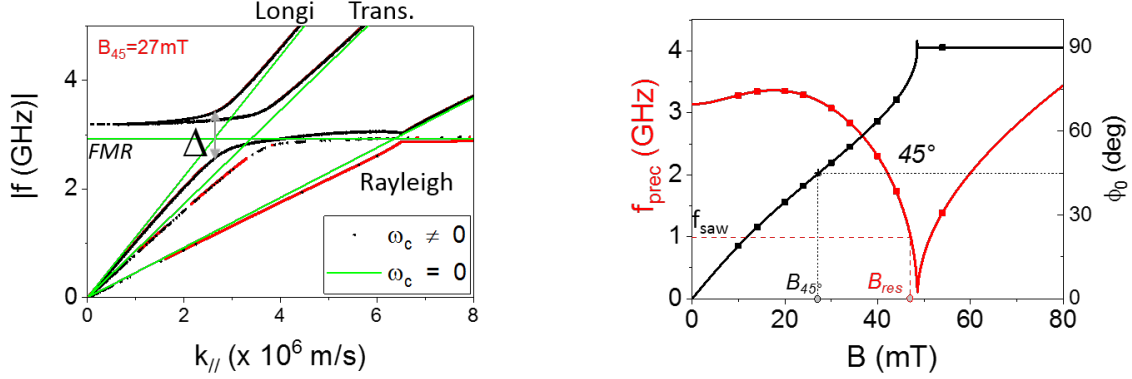 Longi Trans.
B45=27mT
4
2
0
|f (GHz)|
FMR
Δ
Rayleigh
ωc ≠ 0
ωc = 0
0 2 4 6 8
k// (x 10^6 m/s)
4
3
2
1
0
fprec (GHz)
fsaw
45°
B45°
Bres
90
60
30
0
ϕ0 (deg)
0 20 40 60 80
B (mT)